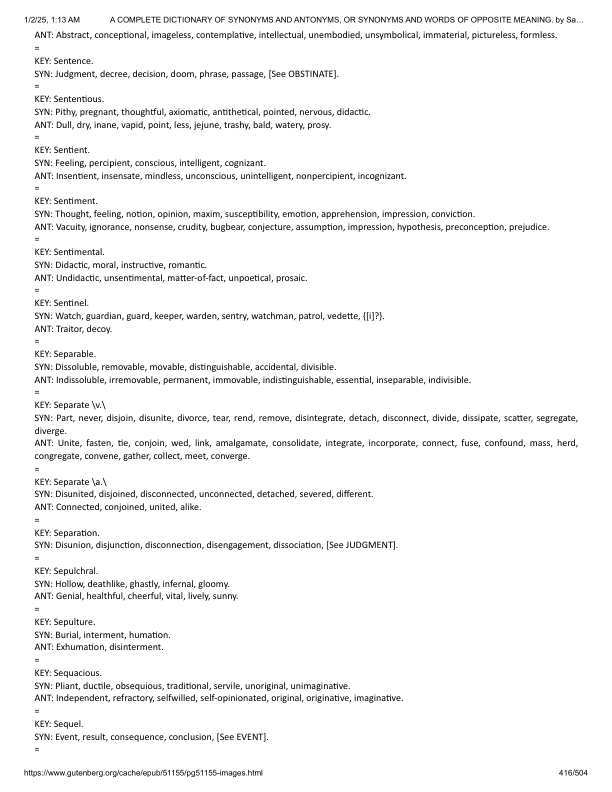 1/2/25, 1:13 AM A COMPLETE DICTIONARY OF SYNONYMS AND ANTONYMS, OR SYNONYMS AND WORDS OF OPPOSITE MEANING. by Sa…
ANT: Abstract, conceptional, imageless, contemplative, intellectual, unembodied, unsymbolical, immaterial, pictureless, formless.
=
KEY: Sentence.
SYN: Judgment, decree, decision, doom, phrase, passage, [See OBSTINATE].
=
KEY: Sententious.
SYN: Pithy, pregnant, thoughtful, axiomatic, antithetical, pointed, nervous, didactic.
ANT: Dull, dry, inane, vapid, point, less, jejune, trashy, bald, watery, prosy.
=
KEY: Sentient.
SYN: Feeling, percipient, conscious, intelligent, cognizant.
ANT: Insentient, insensate, mindless, unconscious, unintelligent, nonpercipient, incognizant.
=
KEY: Sentiment.
SYN: Thought, feeling, notion, opinion, maxim, susceptibility, emotion, apprehension, impression, conviction.
ANT: Vacuity, ignorance, nonsense, crudity, bugbear, conjecture, assumption, impression, hypothesis, preconception, prejudice.
=
KEY: Sentimental.
SYN: Didactic, moral, instructive, romantic.
ANT: Undidactic, unsentimental, matter-of-fact, unpoetical, prosaic.
=
KEY: Sentinel.
SYN: Watch, guardian, guard, keeper, warden, sentry, watchman, patrol, vedette, {[i]?}.
ANT: Traitor, decoy.
=
KEY: Separable.
SYN: Dissoluble, removable, movable, distinguishable, accidental, divisible.
ANT: Indissoluble, irremovable, permanent, immovable, indistinguishable, essential, inseparable, indivisible.
=
KEY: Separate \v.\
SYN: Part, never, disjoin, disunite, divorce, tear, rend, remove, disintegrate, detach, disconnect, divide, dissipate, scatter, segregate,
diverge.
ANT: Unite, fasten, tie, conjoin, wed, link, amalgamate, consolidate, integrate, incorporate, connect, fuse, confound, mass, herd,
congregate, convene, gather, collect, meet, converge.
=
KEY: Separate \a.\
SYN: Disunited, disjoined, disconnected, unconnected, detached, severed, different.
ANT: Connected, conjoined, united, alike.
=
KEY: Separation.
SYN: Disunion, disjunction, disconnection, disengagement, dissociation, [See JUDGMENT].
=
KEY: Sepulchral.
SYN: Hollow, deathlike, ghastly, infernal, gloomy.
ANT: Genial, healthful, cheerful, vital, lively, sunny.
=
KEY: Sepulture.
SYN: Burial, interment, humation.
ANT: Exhumation, disinterment.
=
KEY: Sequacious.
SYN: Pliant, ductile, obsequious, traditional, servile, unoriginal, unimaginative.
ANT: Independent, refractory, selfwilled, self-opinionated, original, originative, imaginative.
=
KEY: Sequel.
SYN: Event, result, consequence, conclusion, [See EVENT].
=
https://www.gutenberg.org/cache/epub/51155/pg51155-images.html 416/504